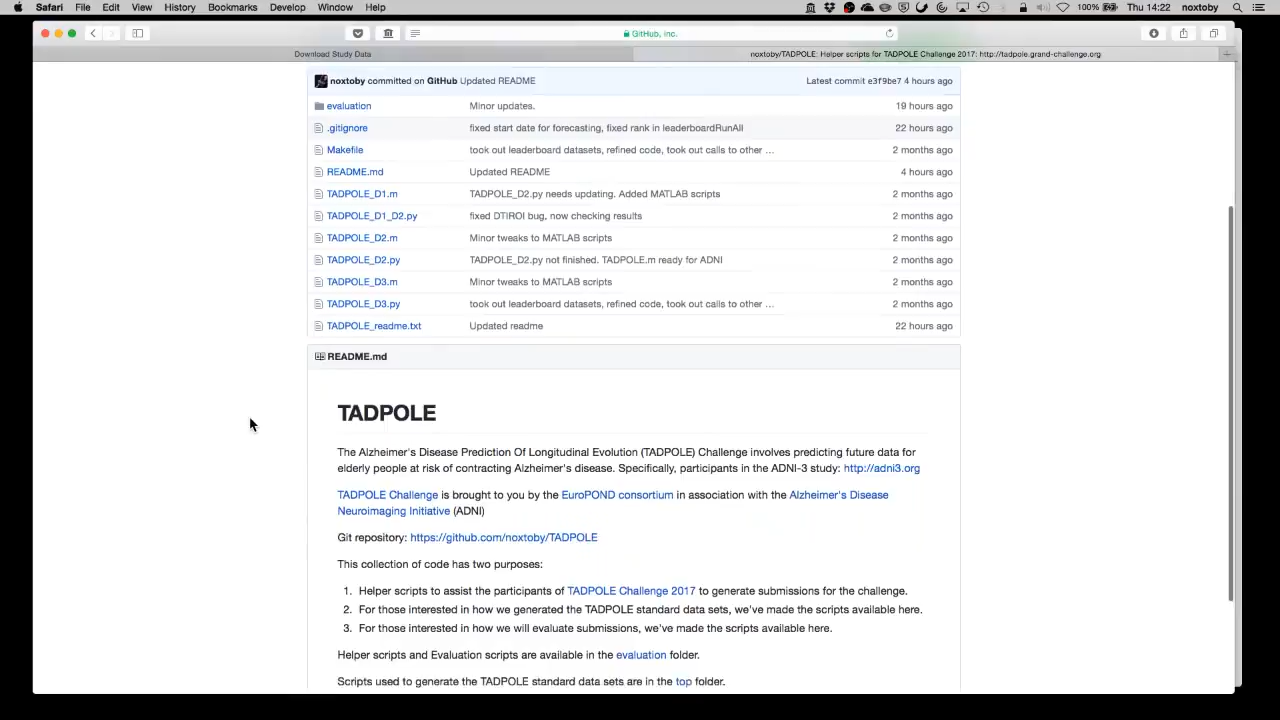 Safari File Edit View History Bookmarks Develop Window Help 100% Thu 14:22 noxtoby
GitHub, Inc.
Download Study Data noxtoby/TADPOLE: Helper scripts for TADPOLE Challenge 2017: http://tadpole.grand-challenge.org
noxtoby committed on GitHub Updated README Latest commit e3f9be7 4 hours ago
evaluation Minor updates. 19 hours ago
.gitignore fixed start date for forecasting, fixed rank in leaderboardRunAll 22 hours ago
Makefile took out leaderboard datasets, refined code, took out calls to other ... 2 months ago
README.md Updated README 4 hours ago
TADPOLE_D1.m TADPOLE_D2.py needs updating. Added MATLAB scripts 2 months ago
TADPOLE_D1_D2.py fixed DTIROI bug, now checking results 2 months ago
TADPOLE_D2.m Minor tweaks to MATLAB scripts 2 months ago
TADPOLE_D2.py TADPOLE_D2.py not finished. TADPOLE.m ready for ADNI 2 months ago
TADPOLE_D3.m Minor tweaks to MATLAB scripts 2 months ago
TADPOLE_D3.py took out leaderboard datasets, refined code, took out calls to other ... 2 months ago
TADPOLE_readme.txt Updated readme 22 hours ago
README.md
TADPOLE
The Alzheimer's Disease Prediction Of Longitudinal Evolution (TADPOLE) Challenge involves predicting future data for
elderly people at risk of contracting Alzheimer's disease. Specifically, participants in the ADNI-3 study: http://adni3.org
TADPOLE Challenge is brought to you by the EuroPOND consortium in association with the Alzheimer's Disease
Neuroimaging Initiative (ADNI)
Git repository: https://github.com/noxtoby/TADPOLE
This collection of code has two purposes:
1. Helper scripts to assist the participants of TADPOLE Challenge 2017 to generate submissions for the challenge.
2. For those interested in how we generated the TADPOLE standard data sets, we've made the scripts available here.
3. For those interested in how we will evaluate submissions, we've made the scripts available here.
Helper scripts and Evaluation scripts are available in the evaluation folder.
Scripts used to generate the TADPOLE standard data sets are in the top folder.